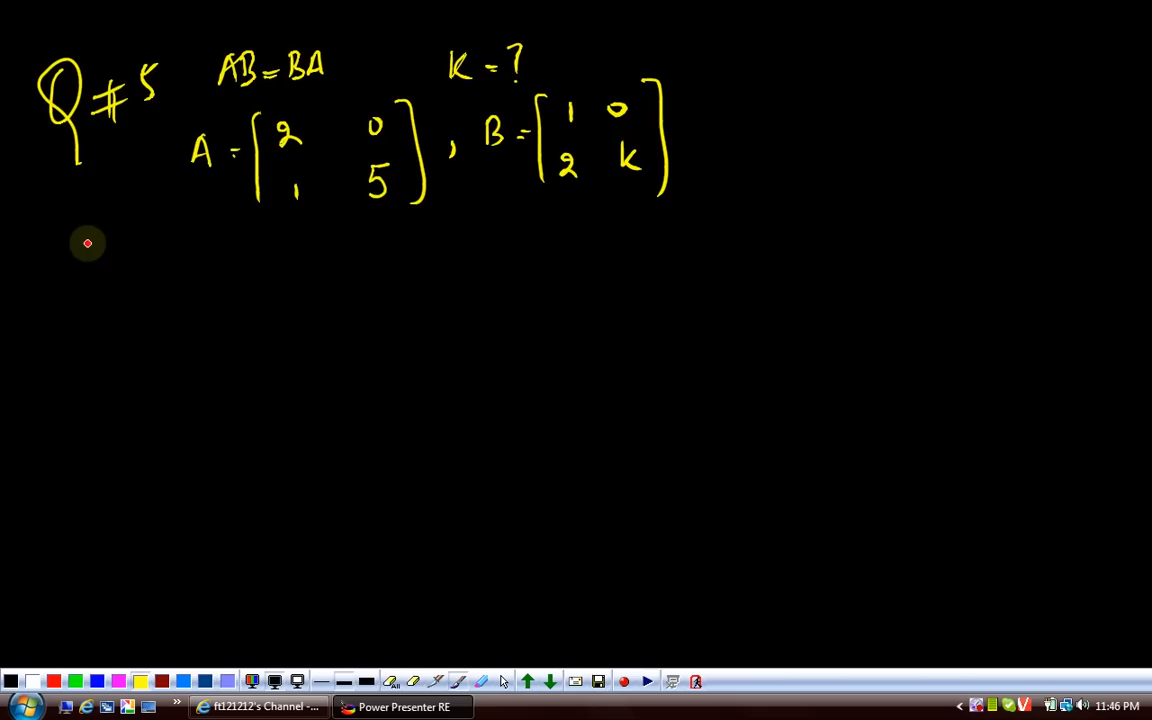 Q # 5 AB = BA K = ?
A = [ 2 0 , B = [ 1 0
1 5 ] 2 k ]
ft121212's Channel -... Power Presenter RE 11:46 PM